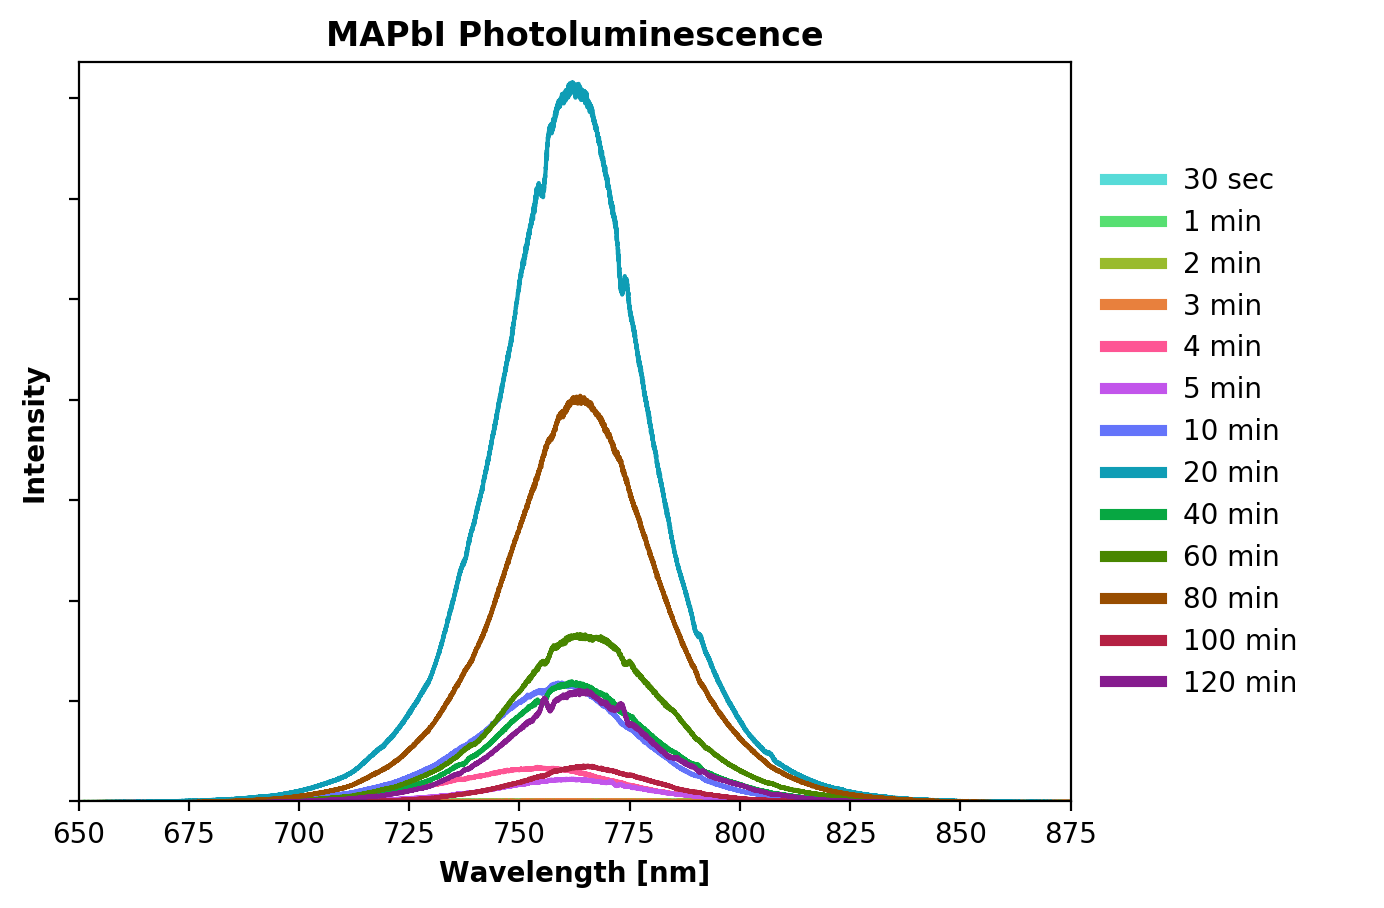 MAPbI Photoluminescence
Intensity
650 675 700 725 750 775 800 825 850 875
Wavelength [nm]
30 sec
1 min
2 min
3 min
4 min
5 min
10 min
20 min
40 min
60 min
80 min
100 min
120 min